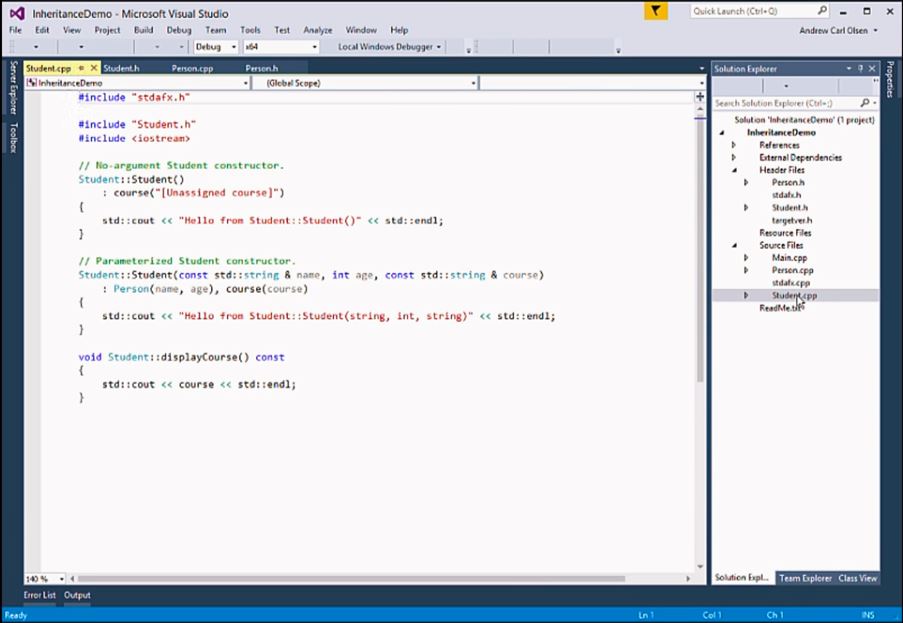 InheritanceDemo - Microsoft Visual Studio
Quick Launch (Ctrl+Q)
File Edit View Project Build Debug Team Tools Test Analyze Window Help
Andrew Carl Olsen
Debug x64 Local Windows Debugger
Server Explorer
Toolbox
Student.cpp Student.h Person.cpp Person.h
InheritanceDemo (Global Scope)
#include "stdafx.h"
#include "Student.h"
#include <iostream>
// No-argument Student constructor.
Student::Student()
: course("[Unassigned course]")
{
std::cout << "Hello from Student::Student()" << std::endl;
}
// Parameterized Student constructor.
Student::Student(const std::string & name, int age, const std::string & course)
: Person(name, age), course(course)
{
std::cout << "Hello from Student::Student(string, int, string)" << std::endl;
}
void Student::displayCourse() const
{
std::cout << course << std::endl;
}
140 %
Solution Explorer
Search Solution Explorer (Ctrl+;)
Solution 'InheritanceDemo' (1 project)
InheritanceDemo
References
External Dependencies
Header Files
Person.h
stdafx.h
Student.h
targetver.h
Resource Files
Source Files
Main.cpp
Person.cpp
stdafx.cpp
Student.cpp
ReadMe.txt
Solution Expl... Team Explorer Class View
Properties
Error List Output
Ready Ln 1 Col 1 Ch 1 INS